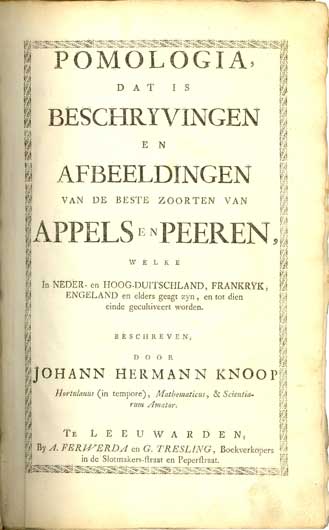 POMOLOGIA,
DAT IS
BESCHRYVINGEN
EN
AFBEELDINGEN
VAN DE BESTE ZOORTEN VAN
APPELS EN PEEREN,
WELKE
In NEDER- en HOOG-DUITSCHLAND, FRANKRYK,
ENGELAND en elders geagt zyn, en tot dien
einde gecultiveert worden.
BESCHREVEN,
DOOR
JOHANN HERMANN KNOOP
Hortulanus (in tempore), Mathematicus, & Scientia-
rum Amator.
TE LEEUWARDEN,
By A. FERWERDA en G. TRESLING, Boekverkopers
in de Slotmakers-straat en Peperstraat.